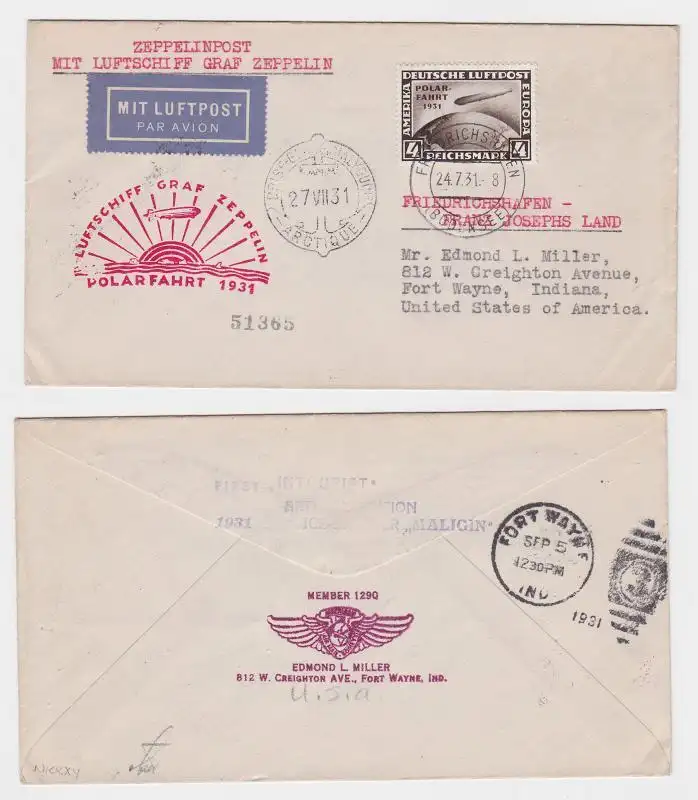 ZEPPELINPOST
MIT LUFTSCHIFF GRAF ZEPPELIN
MIT LUFTPOST
PAR AVION
DEUTSCHE LUFTPOST
AMERIKA
EUROPA
POLAR-
FAHRT
1931
4 REICHSMARK 4
24.7.31.-8
27 VII 31
ARCTIQUE
FRIEDRICHSHAFEN -
FRANZ JOSEPHS LAND
LUFTSCHIFF GRAF ZEPPELIN
POLARFAHRT 1931
Mr. Edmond L. Miller,
812 W. Creighton Avenue,
Fort Wayne, Indiana,
United States of America.
51365
FIRST
1931 "MALIGIN"
FORT WAYNE
SEP 5
12 30 PM
IND.
1931
MEMBER 129Q
EDMOND L. MILLER
812 W. CREIGHTON AVE., FORT WAYNE, IND.
U.S.A.